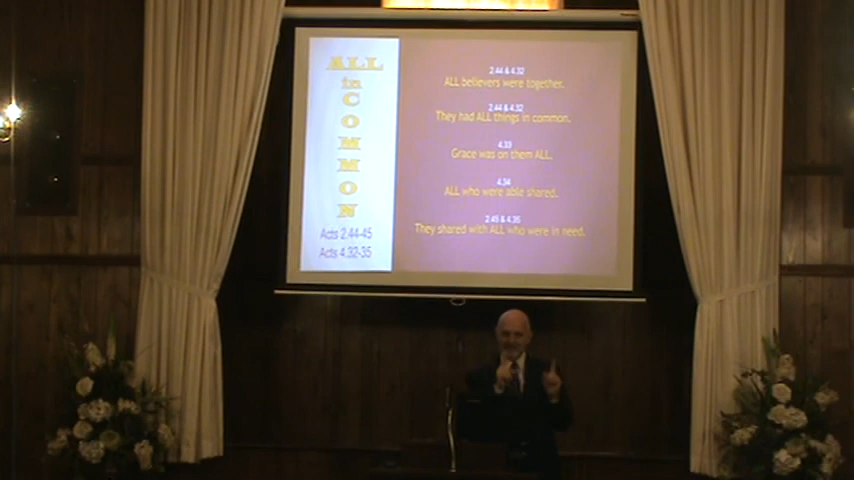 ALL
in
C
O
M
M
O
N
Acts 2.44-45
Acts 4.32-35
2.44 & 4.32
ALL believers were together.
2.44 & 4.32
They had ALL things in common.
4.33
Grace was on them ALL.
4.34
ALL who were able shared.
2.45 & 4.35
They shared with ALL who were in need.